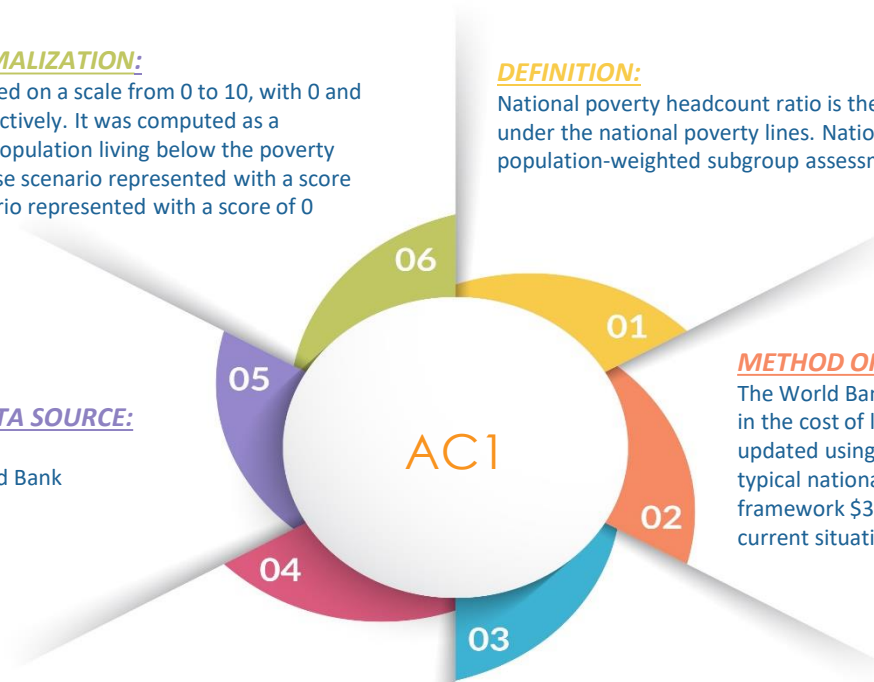 MALIZATION:
ed on a scale from 0 to 10, with 0 and
ctively. It was computed as a
opulation living below the poverty
se scenario represented with a score
rio represented with a score of 0
DEFINITION:
National poverty headcount ratio is the
under the national poverty lines. Natio
population-weighted subgroup assessm
06
01
05
METHOD O
The World Ban
in the cost of l
updated using
typical nationa
framework $3
current situati
TA SOURCE:
d Bank
AC1
02
04
03